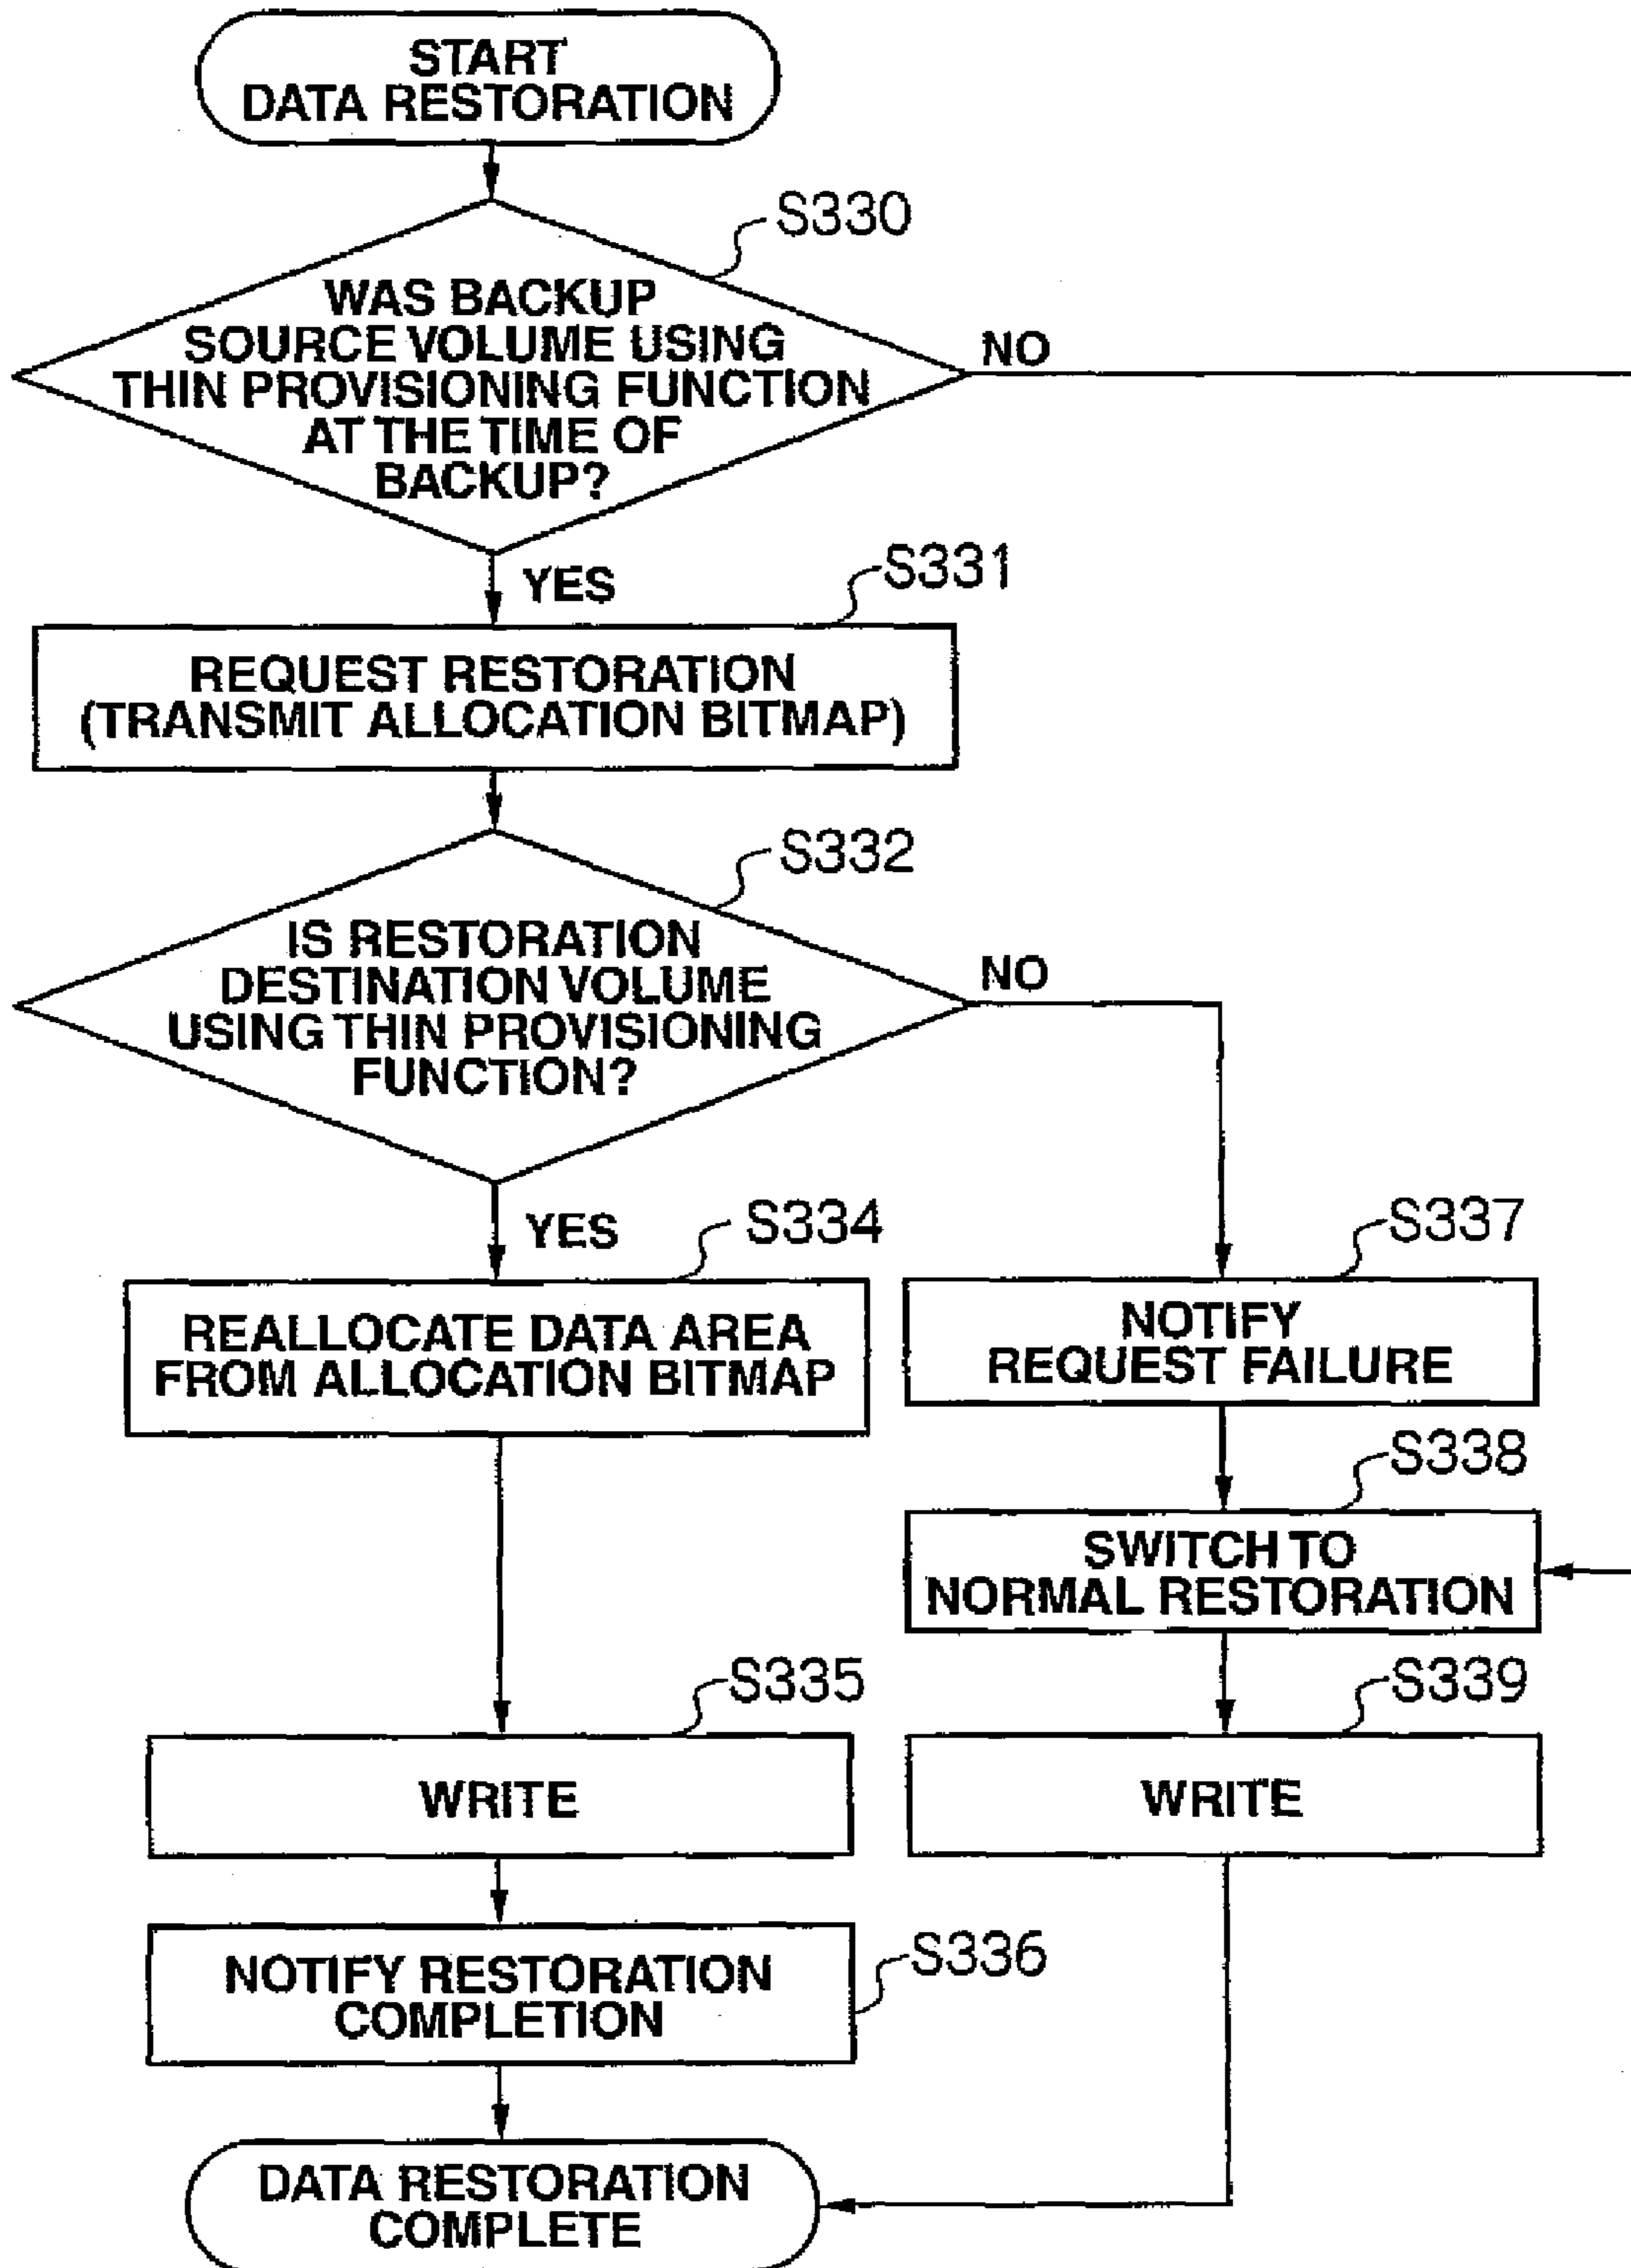 START
DATA RESTORATION
S330
WAS BACKUP
SOURCE VOLUME USING
THIN PROVISIONING FUNCTION
AT THE TIME OF
BACKUP?
NO
YES
S331
REQUEST RESTORATION
(TRANSMIT ALLOCATION BITMAP)
S332
IS RESTORATION
DESTINATION VOLUME
USING THIN PROVISIONING
FUNCTION?
NO
YES
S334
REALLOCATE DATA AREA
FROM ALLOCATION BITMAP
S337
NOTIFY
REQUEST FAILURE
S338
SWITCH TO
NORMAL RESTORATION
S335
WRITE
S339
WRITE
NOTIFY RESTORATION
COMPLETION
S336
DATA RESTORATION
COMPLETE